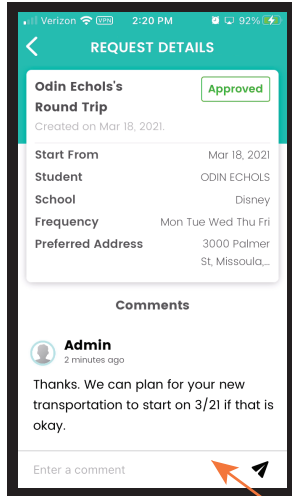 Verizon VPN 2:20 PM 92%
REQUEST DETAILS
Odin Echols's Approved
Round Trip
Created on Mar 18, 2021.
Start From Mar 18, 2021
Student ODIN ECHOLS
School Disney
Frequency Mon Tue Wed Thu Fri
Preferred Address 3000 Palmer
St, Missoula,...
Comments
Admin
2 minutes ago
Thanks. We can plan for your new
transportation to start on 3/21 if that is
okay.
Enter a comment